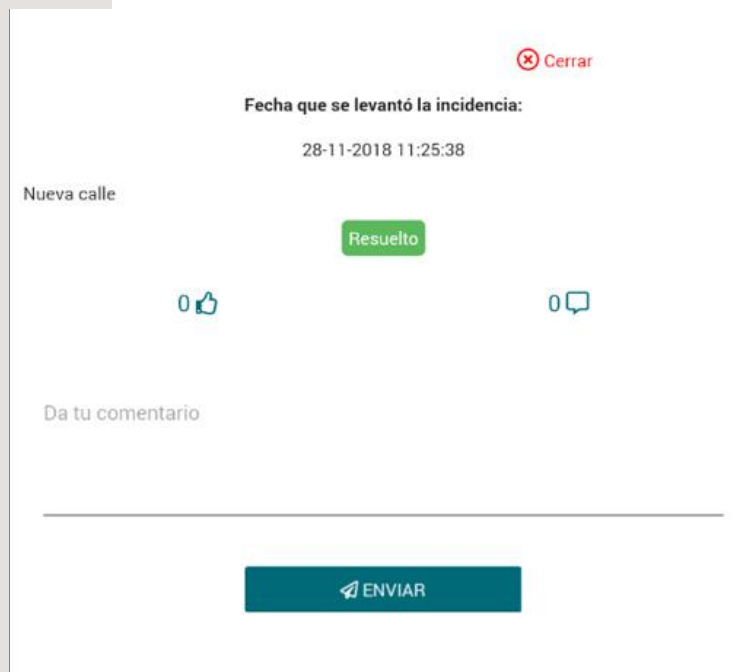 Cerrar
Fecha que se levantó la incidencia:
28-11-2018 11:25:38
Nueva calle
Resuelto
0
0
Da tu comentario
ENVIAR